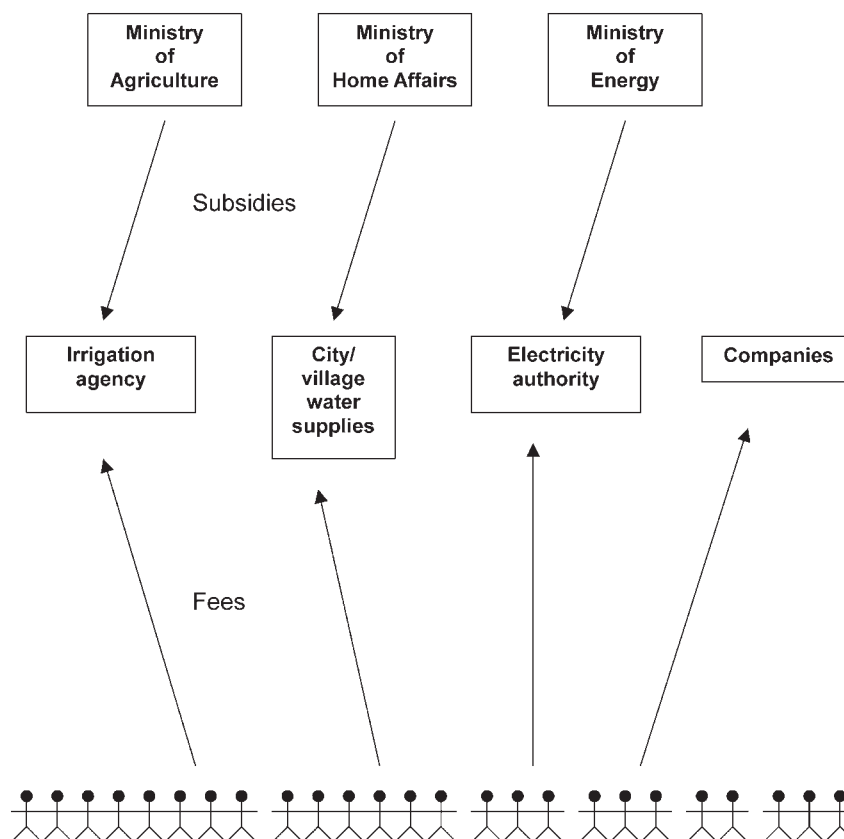 Ministry
of
Agriculture
Ministry
of
Home Affairs
Ministry
of
Energy
Subsidies
Irrigation
agency
City/
village
water
supplies
Electricity
authority
Companies
Fees